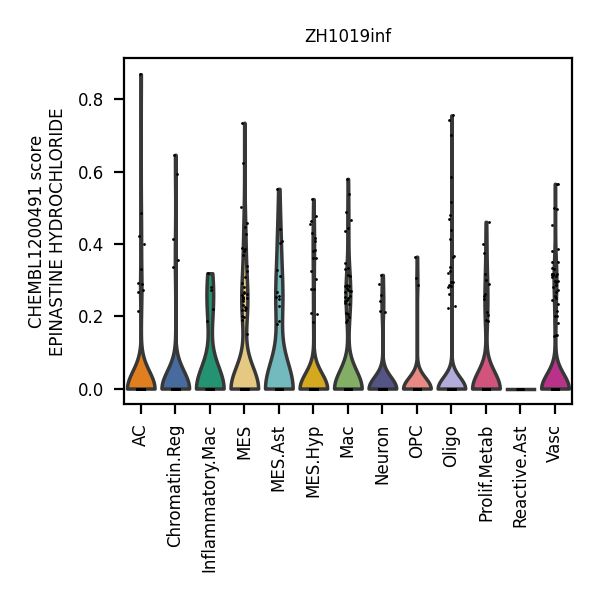 ZH1019inf
CHEMBL1200491 score
EPINASTINE HYDROCHLORIDE
0.8
0.6
0.4
0.2
0.0
AC
Chromatin.Reg
Inflammatory.Mac
MES
MES.Ast
MES.Hyp
Mac
Neuron
OPC
Oligo
Prolif.Metab
Reactive.Ast
Vasc